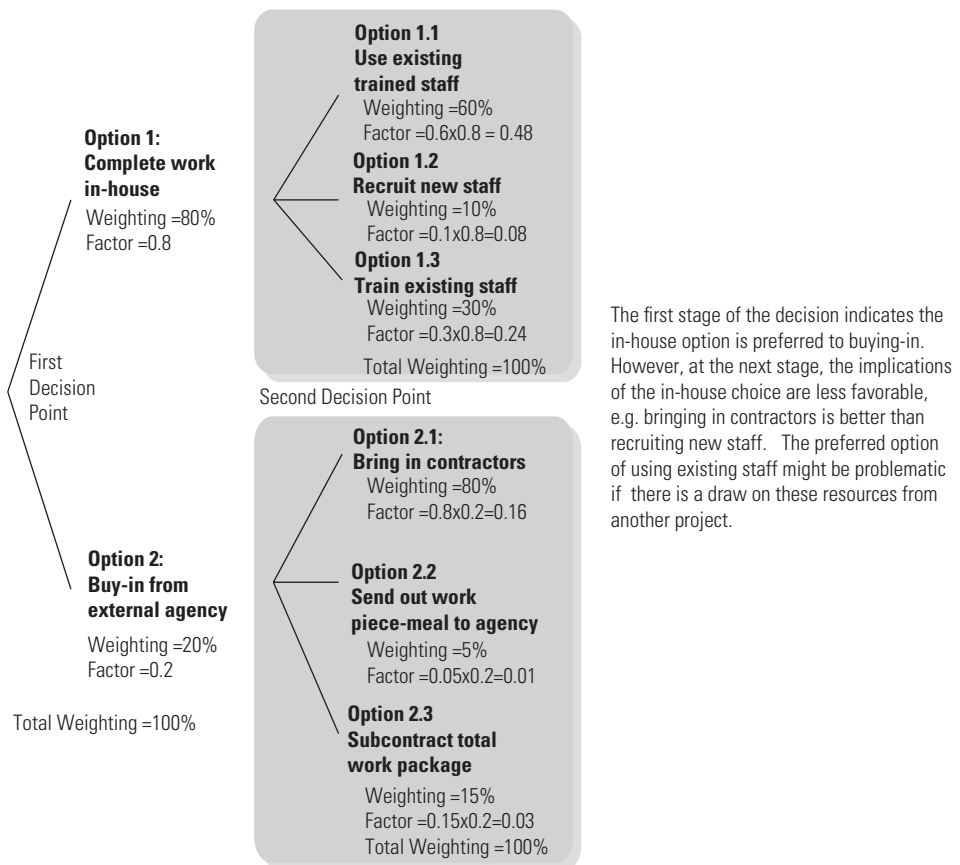 First
Decision
Point
Option 1:
Complete work
in-house
Weighting =80%
Factor =0.8
Option 2:
Buy-in from
external agency
Weighting =20%
Factor =0.2
Total Weighting =100%
Option 1.1
Use existing
trained staff
Weighting =60%
Factor =0.6x0.8 = 0.48
Option 1.2
Recruit new staff
Weighting =10%
Factor =0.1x0.8=0.08
Option 1.3
Train existing staff
Weighting =30%
Factor =0.3x0.8=0.24
Total Weighting =100%
Second Decision Point
Option 2.1:
Bring in contractors
Weighting =80%
Factor =0.8x0.2=0.16
Option 2.2
Send out work
piece-meal to agency
Weighting =5%
Factor =0.05x0.2=0.01
Option 2.3
Subcontract total
work package
Weighting =15%
Factor =0.15x0.2=0.03
Total Weighting =100%
The first stage of the decision indicates the
in-house option is preferred to buying-in.
However, at the next stage, the implications
of the in-house choice are less favorable,
e.g. bringing in contractors is better than
recruiting new staff. The preferred option
of using existing staff might be problematic
if there is a draw on these resources from
another project.